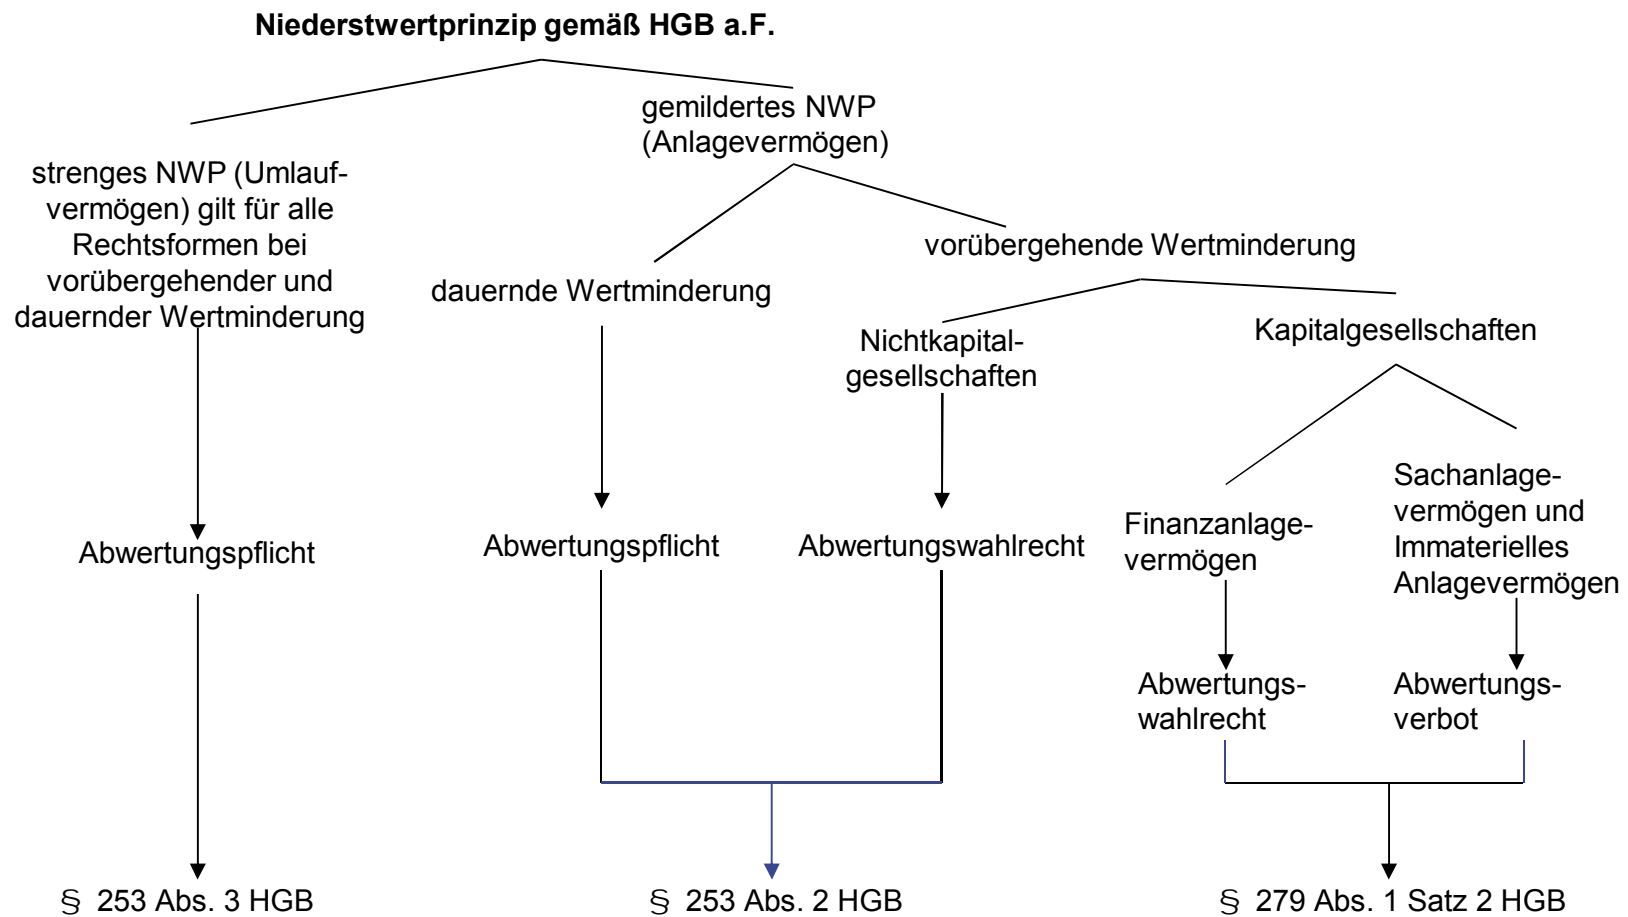 Niederstwertprinzip gemäß HGB a.F.
gemildertes NWP
(Anlagevermögen)
strenges NWP (Umlauf-
vermögen) gilt für alle
Rechtsformen bei
vorübergehender und
dauernder Wertminderung
dauernde Wertminderung
vorübergehende Wertminderung
Nichtkapital-
gesellschaften
Kapitalgesellschaften
Finanzanlage-
vermögen
Sachanlage-
vermögen und
Immaterielles
Anlagevermögen
Abwertungspflicht
Abwertungspflicht
Abwertungswahlrecht
Abwertungs-
wahlrecht
Abwertungs-
verbot
§ 253 Abs. 3 HGB
§ 253 Abs. 2 HGB
§ 279 Abs. 1 Satz 2 HGB